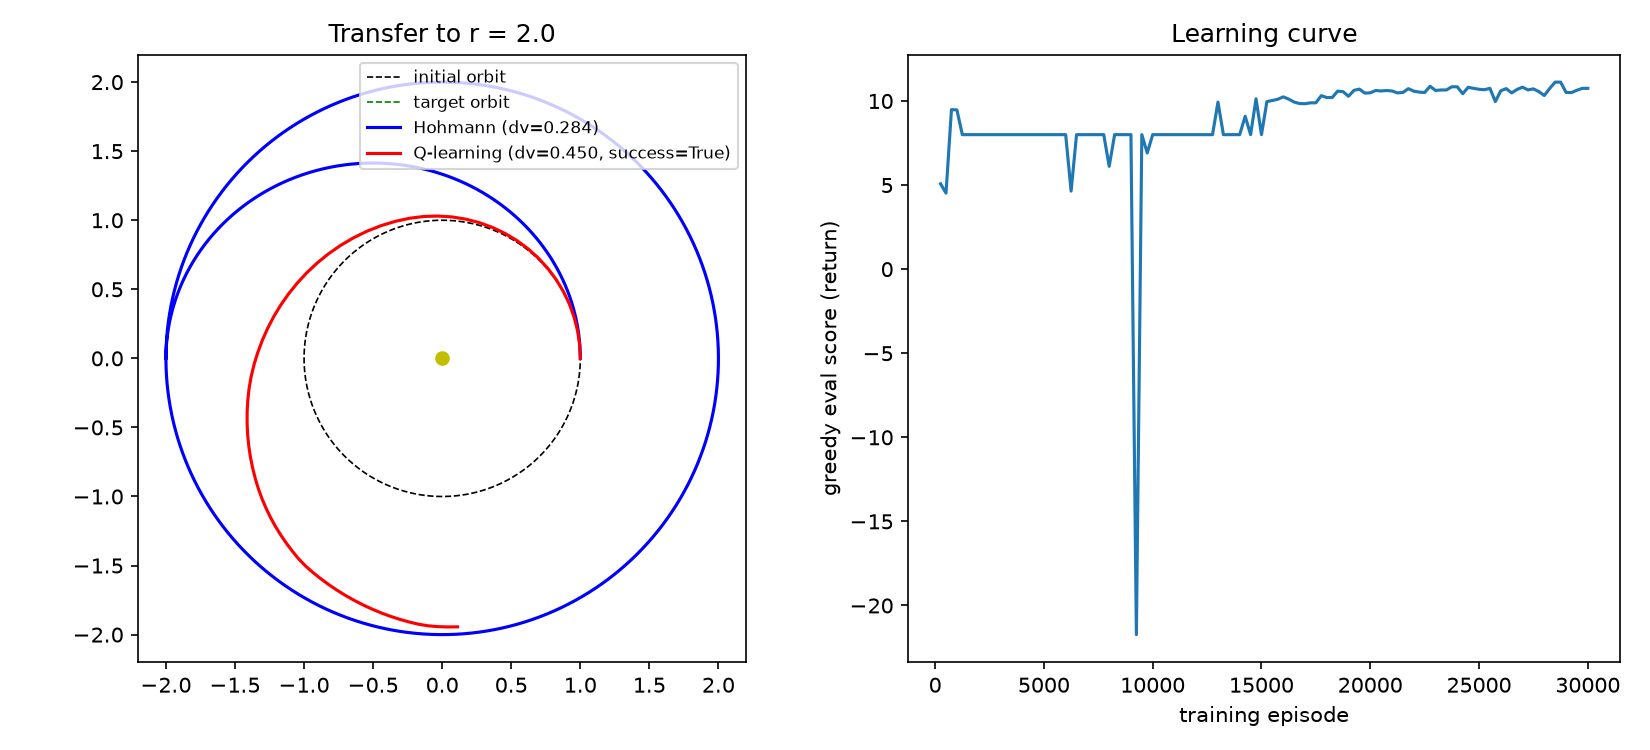 Transfer to r = 2.0
initial orbit
target orbit
Hohmann (dv=0.284)
Q-learning (dv=0.450, success=True)
2.0
1.5
1.0
0.5
0.0
−0.5
−1.0
−1.5
−2.0
−2.0 −1.5 −1.0 −0.5 0.0 0.5 1.0 1.5 2.0
Learning curve
greedy eval score (return)
10
5
0
−5
−10
−15
−20
0 5000 10000 15000 20000 25000 30000
training episode